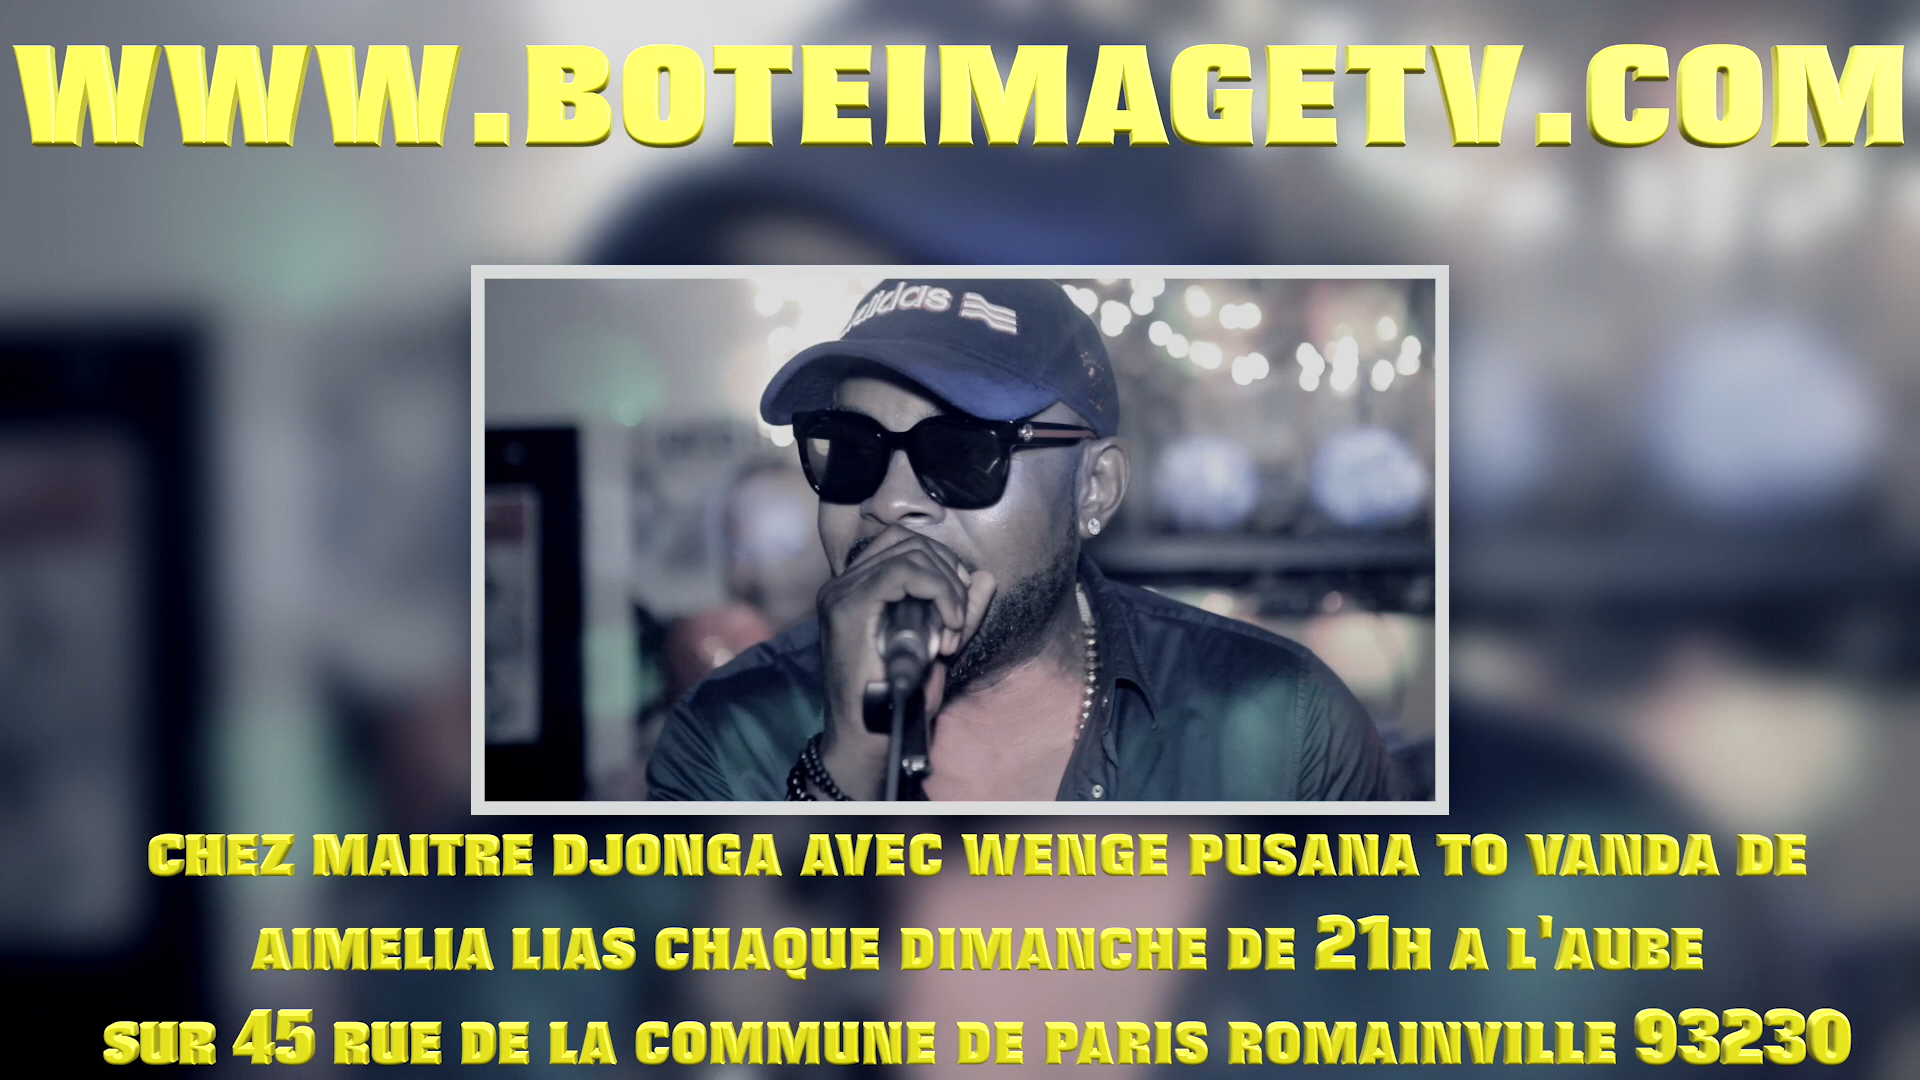 WWW.BOTEIMAGETV.COM
adidas
CHEZ MAITRE DJONGA AVEC WENGE PUSANA TO VANDA DE
AIMELIA LIAS CHAQUE DIMANCHE DE 21H A L'AUBE
SUR 45 RUE DE LA COMMUNE DE PARIS ROMAINVILLE 93230